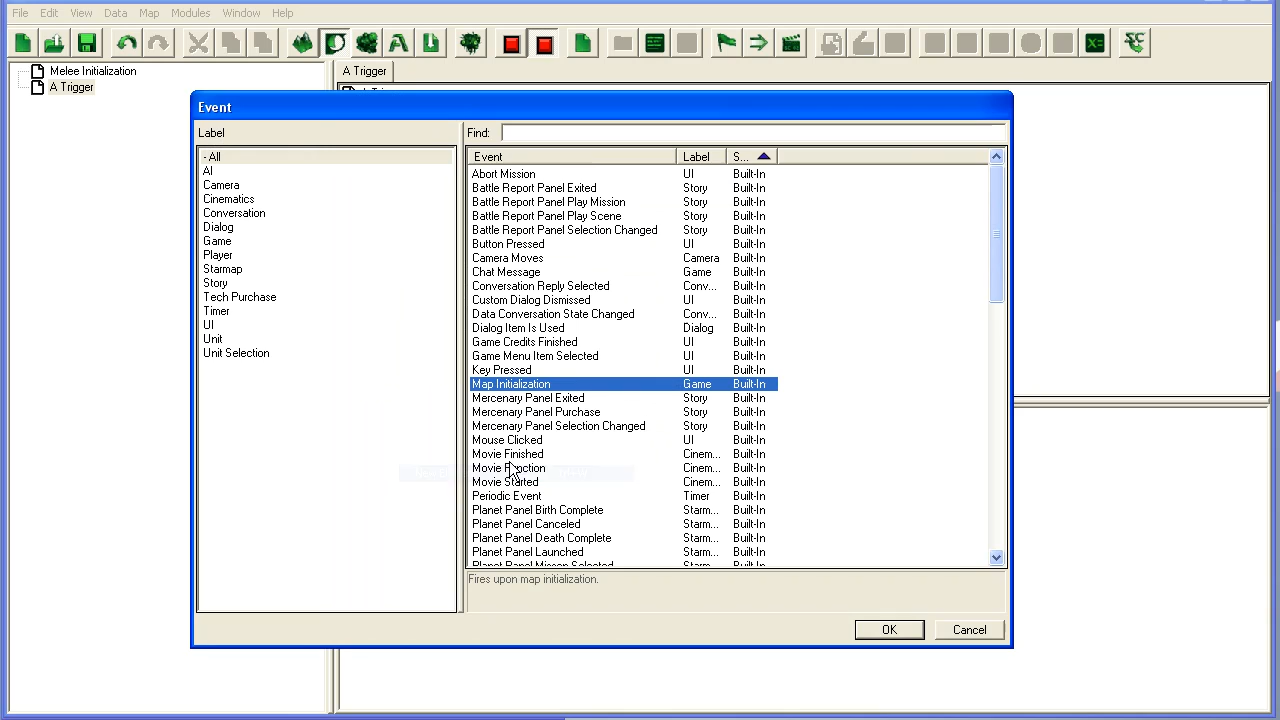 File Edit View Data Map Modules Window Help
Melee Initialization
A Trigger
A Trigger
Event
Label
Find:
- All
AI
Camera
Cinematics
Conversation
Dialog
Game
Player
Starmap
Story
Tech Purchase
Timer
UI
Unit
Unit Selection
Event Label S...
Abort Mission UI Built-In
Battle Report Panel Exited Story Built-In
Battle Report Panel Play Mission Story Built-In
Battle Report Panel Play Scene Story Built-In
Battle Report Panel Selection Changed Story Built-In
Button Pressed UI Built-In
Camera Moves Camera Built-In
Chat Message Game Built-In
Conversation Reply Selected Conv... Built-In
Custom Dialog Dismissed UI Built-In
Data Conversation State Changed Conv... Built-In
Dialog Item Is Used Dialog Built-In
Game Credits Finished UI Built-In
Game Menu Item Selected UI Built-In
Key Pressed UI Built-In
Map Initialization Game Built-In
Mercenary Panel Exited Story Built-In
Mercenary Panel Purchase Story Built-In
Mercenary Panel Selection Changed Story Built-In
Mouse Clicked UI Built-In
Movie Finished Cinem... Built-In
Movie Function Cinem... Built-In
Movie Started Cinem... Built-In
Periodic Event Timer Built-In
Planet Panel Birth Complete Starm... Built-In
Planet Panel Canceled Starm... Built-In
Planet Panel Death Complete Starm... Built-In
Planet Panel Launched Starm... Built-In
Fires upon map initialization.
OK Cancel